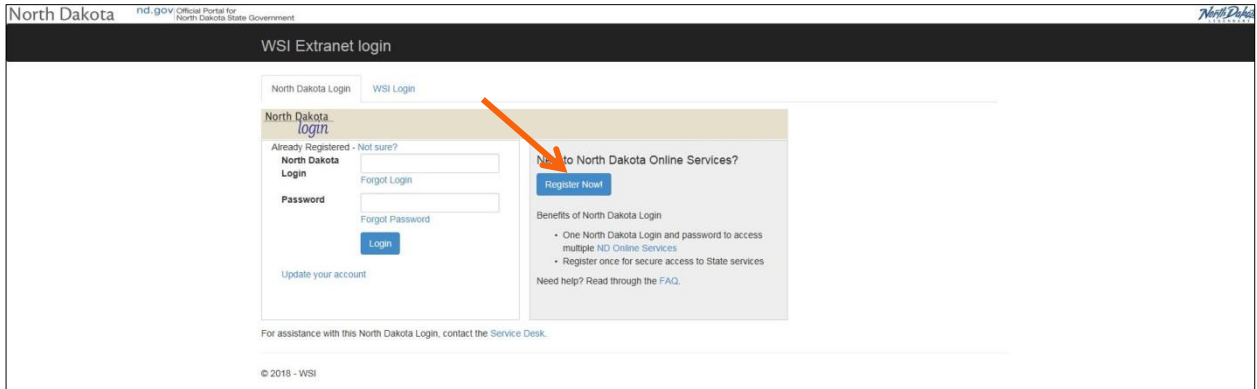 North Dakota nd.gov Official Portal for
North Dakota State Government
North Dakota
LEGENDARY
WSI Extranet login
North Dakota Login WSI Login
North Dakota
login
Already Registered - Not sure?
North Dakota
Login
Forgot Login
Password
Forgot Password
Login
Update your account
to North Dakota Online Services?
Register Now!
Benefits of North Dakota Login
• One North Dakota Login and password to access
multiple ND Online Services
• Register once for secure access to State services
Need help? Read through the FAQ.
For assistance with this North Dakota Login, contact the Service Desk.
© 2018 - WSI